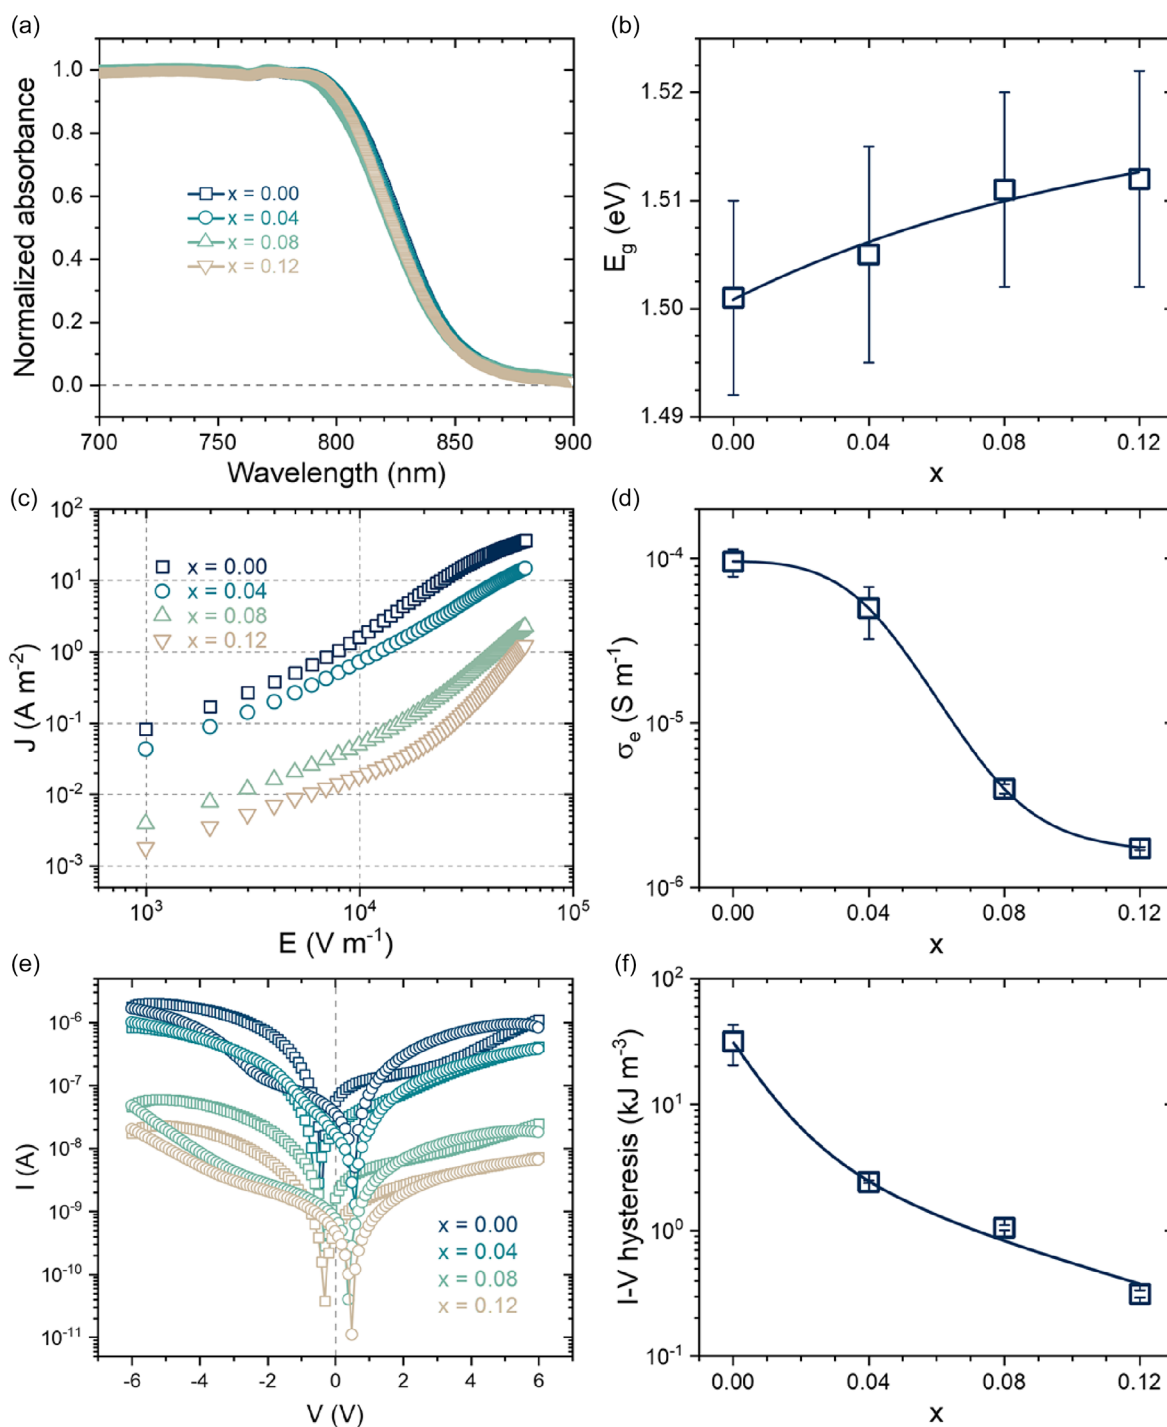 (a)
Normalized absorbance
1.0
0.8
0.6
0.4
0.2
0.0
x = 0.00
x = 0.04
x = 0.08
x = 0.12
700
750
800
850
900
Wavelength (nm)
(b)
E_g (eV)
1.52
1.51
1.50
1.49
0.00
0.04
0.08
0.12
x
(c)
J (A m⁻²)
10²
10¹
10⁰
10⁻¹
10⁻²
10⁻³
x = 0.00
x = 0.04
x = 0.08
x = 0.12
10³
10⁴
10⁵
E (V m⁻¹)
(d)
σ_e (S m⁻¹)
10⁻⁴
10⁻⁵
10⁻⁶
0.00
0.04
0.08
0.12
x
(e)
I (A)
10⁻⁶
10⁻⁷
10⁻⁸
10⁻⁹
10⁻¹⁰
10⁻¹¹
x = 0.00
x = 0.04
x = 0.08
x = 0.12
-6
-4
-2
0
2
4
6
V (V)
(f)
I-V hysteresis (kJ m⁻³)
10²
10¹
10⁰
10⁻¹
0.00
0.04
0.08
0.12
x